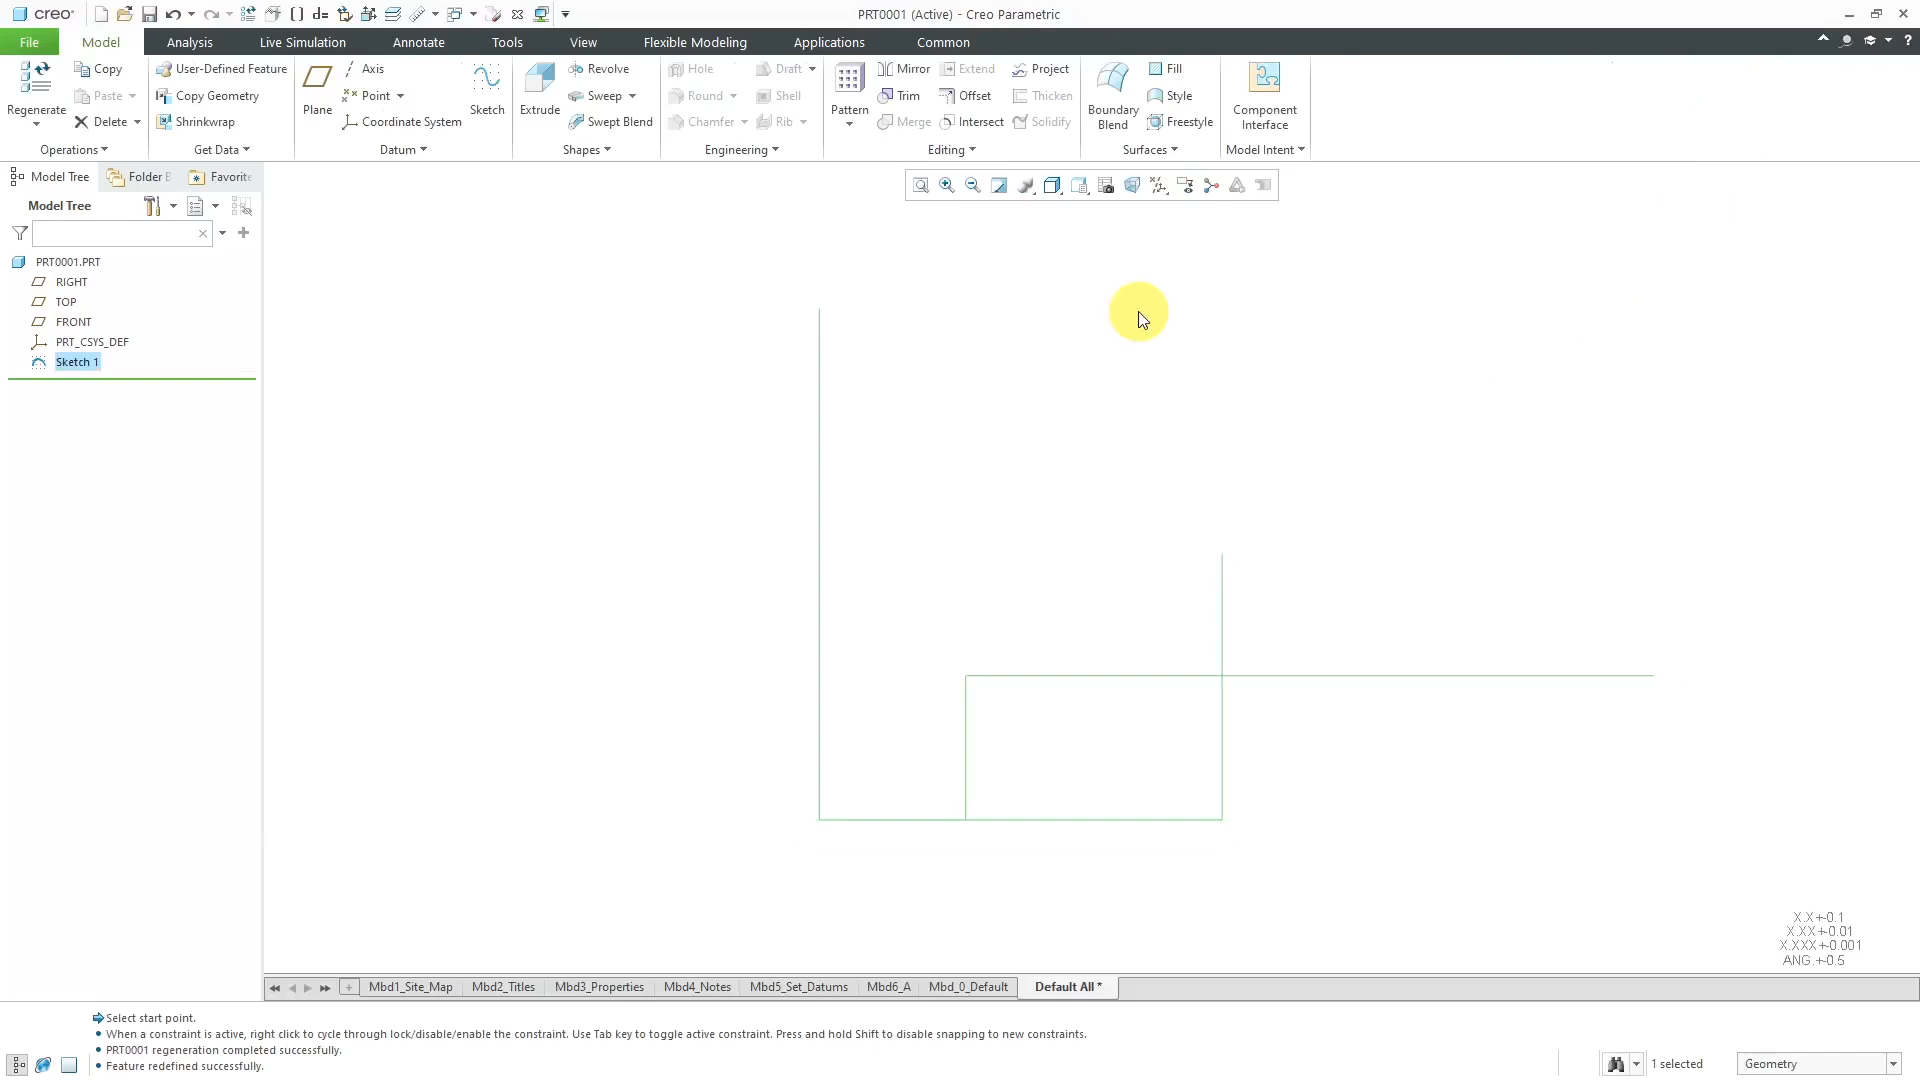 creo PRT0001 (Active) - Creo Parametric
File Model Analysis Live Simulation Annotate Tools View Flexible Modeling Applications Common
Regenerate Copy Paste Delete
Operations
User-Defined Feature
Copy Geometry
Shrinkwrap
Get Data
Plane Axis Point Coordinate System Sketch
Datum
Extrude Revolve Sweep Swept Blend
Shapes
Hole Draft
Round Shell
Chamfer Rib
Engineering
Pattern Mirror Extend Project
Trim Offset Thicken
Merge Intersect Solidify
Editing
Boundary Blend Fill Style Freestyle
Surfaces
Component Interface
Model Intent
Model Tree Folder B Favorite
Model Tree
PRT0001.PRT
RIGHT
TOP
FRONT
PRT_CSYS_DEF
Sketch 1
X.X+-0.1
X.XX+-0.01
X.XXX+-0.001
ANG.+-0.5
Mbd1_Site_Map Mbd2_Titles Mbd3_Properties Mbd4_Notes Mbd5_Set_Datums Mbd6_A Mbd_0_Default Default All *
Select start point.
• When a constraint is active, right click to cycle through lock/disable/enable the constraint. Use Tab key to toggle active constraint. Press and hold Shift to disable snapping to new constraints.
• PRT0001 regeneration completed successfully.
• Feature redefined successfully.
1 selected Geometry